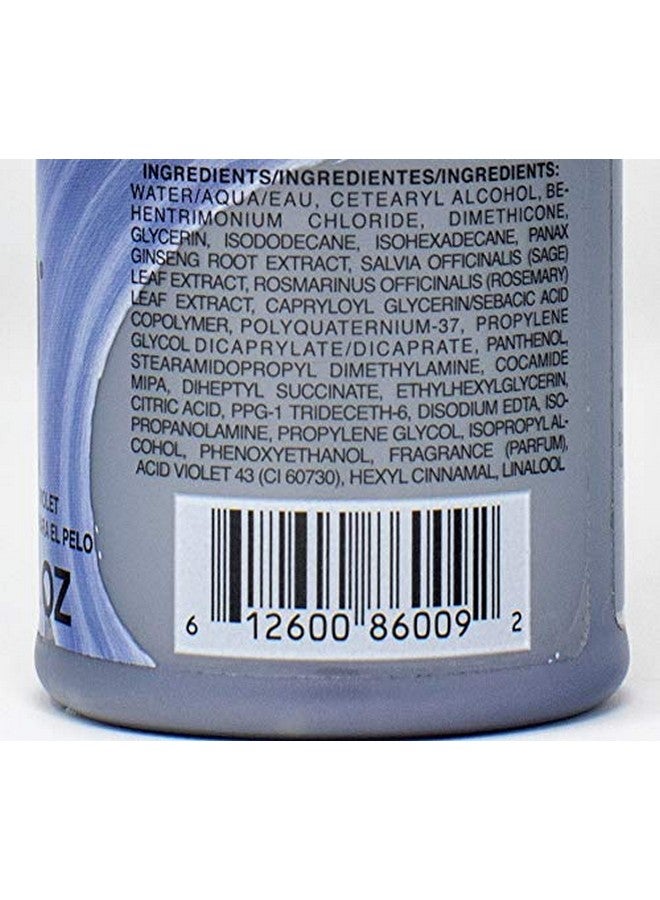 INGREDIENTS/INGREDIENTES/INGREDIENTS:
WATER/AQUA/EAU, CETEARYL ALCOHOL, BE-
HENTRIMONIUM CHLORIDE, DIMETHICONE,
GLYCERIN, ISODODECANE, ISOHEXADECANE, PANAX
GINSENG ROOT EXTRACT, SALVIA OFFICINALIS (SAGE)
LEAF EXTRACT, ROSMARINUS OFFICINALIS (ROSEMARY)
LEAF EXTRACT, CAPRYLOYL GLYCERIN/SEBACIC ACID
COPOLYMER, POLYQUATERNIUM-37, PROPYLENE
GLYCOL DICAPRYLATE/DICAPRATE, PANTHENOL,
STEARAMIDOPROPYL DIMETHYLAMINE, COCAMIDE
MIPA, DIHEPTYL SUCCINATE, ETHYLHEXYLGLYCERIN,
CITRIC ACID, PPG-1 TRIDECETH-6, DISODIUM EDTA, ISO-
PROPANOLAMINE, PROPYLENE GLYCOL, ISOPROPYL AL-
COHOL, PHENOXYETHANOL, FRAGRANCE (PARFUM),
ACID VIOLET 43 (CI 60730), HEXYL CINNAMAL, LINALOOL
EL PELO
OZ
6 12600 86009 2